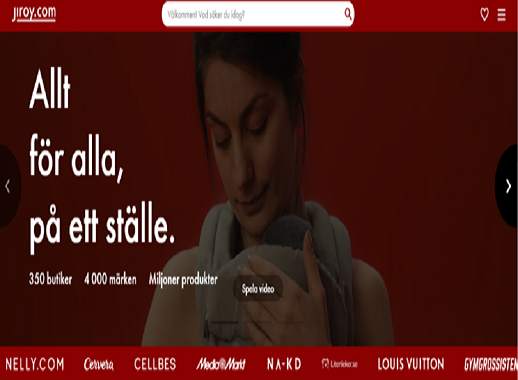 jiroy.com
Välkommen! Vad söker du idag?
Allt
för alla,
på ett ställe.
350 butiker 4 000 märken Miljoner produkter
Spela video
NELLY.COM Cervera CELLBES MediaMarkt NA-KD Literleker.se LOUIS VUITTON GYMGROSSISTEN